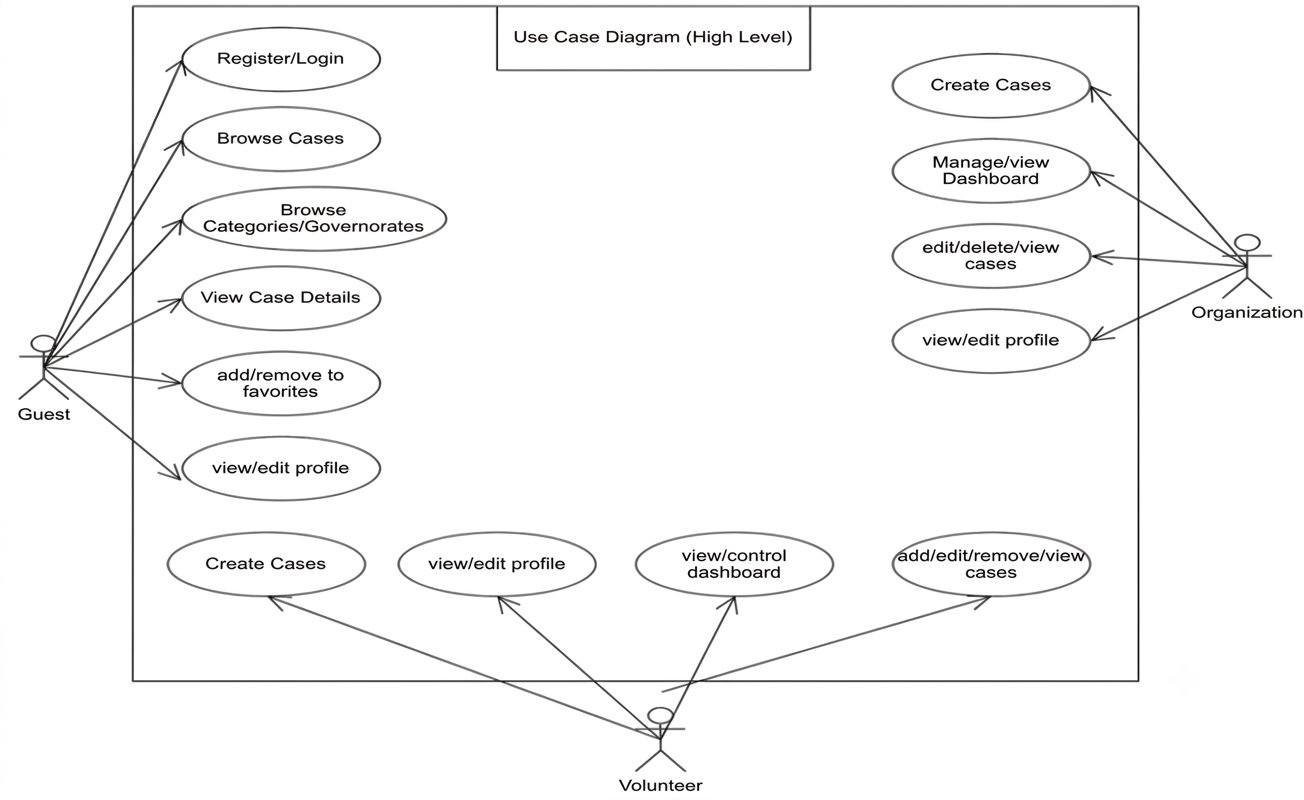 Use Case Diagram (High Level)
Register/Login
Browse Cases
Browse
Categories/Governorates
View Case Details
add/remove to
favorites
view/edit profile
Guest
Create Cases
Manage/view
Dashboard
edit/delete/view
cases
view/edit profile
Organization
Create Cases
view/edit profile
view/control
dashboard
add/edit/remove/view
cases
Volunteer